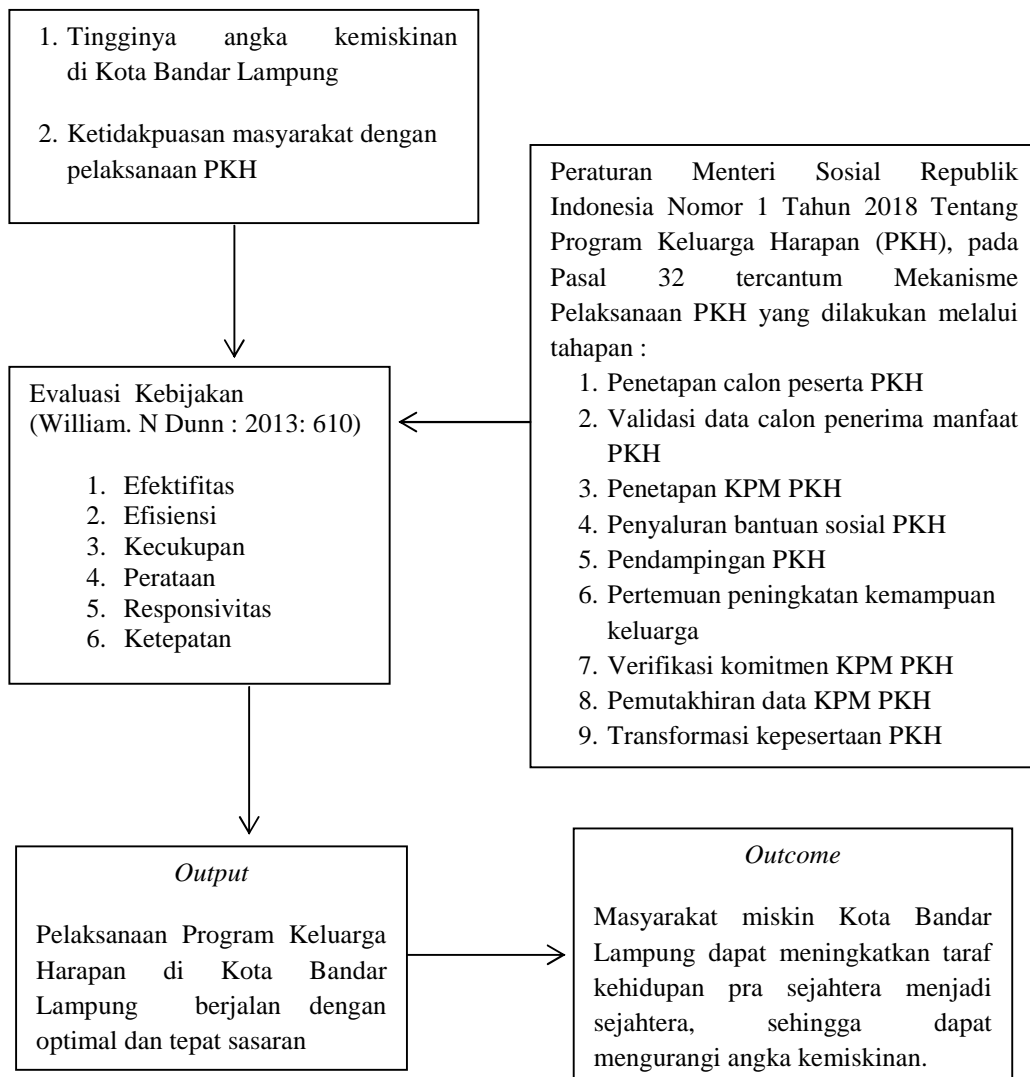 1. Tingginya angka kemiskinan
di Kota Bandar Lampung
2. Ketidakpuasan masyarakat dengan
pelaksanaan PKH
Peraturan Menteri Sosial Republik
Indonesia Nomor 1 Tahun 2018 Tentang
Program Keluarga Harapan (PKH), pada
Pasal 32 tercantum Mekanisme
Pelaksanaan PKH yang dilakukan melalui
tahapan :
1. Penetapan calon peserta PKH
2. Validasi data calon penerima manfaat
PKH
3. Penetapan KPM PKH
4. Penyaluran bantuan sosial PKH
5. Pendampingan PKH
6. Pertemuan peningkatan kemampuan
keluarga
7. Verifikasi komitmen KPM PKH
8. Pemutakhiran data KPM PKH
9. Transformasi kepesertaan PKH
Evaluasi Kebijakan
(William. N Dunn : 2013: 610)
1. Efektifitas
2. Efisiensi
3. Kecukupan
4. Perataan
5. Responsivitas
6. Ketepatan
Output
Pelaksanaan Program Keluarga
Harapan di Kota Bandar
Lampung berjalan dengan
optimal dan tepat sasaran
Outcome
Masyarakat miskin Kota Bandar
Lampung dapat meningkatkan taraf
kehidupan pra sejahtera menjadi
sejahtera, sehingga dapat
mengurangi angka kemiskinan.